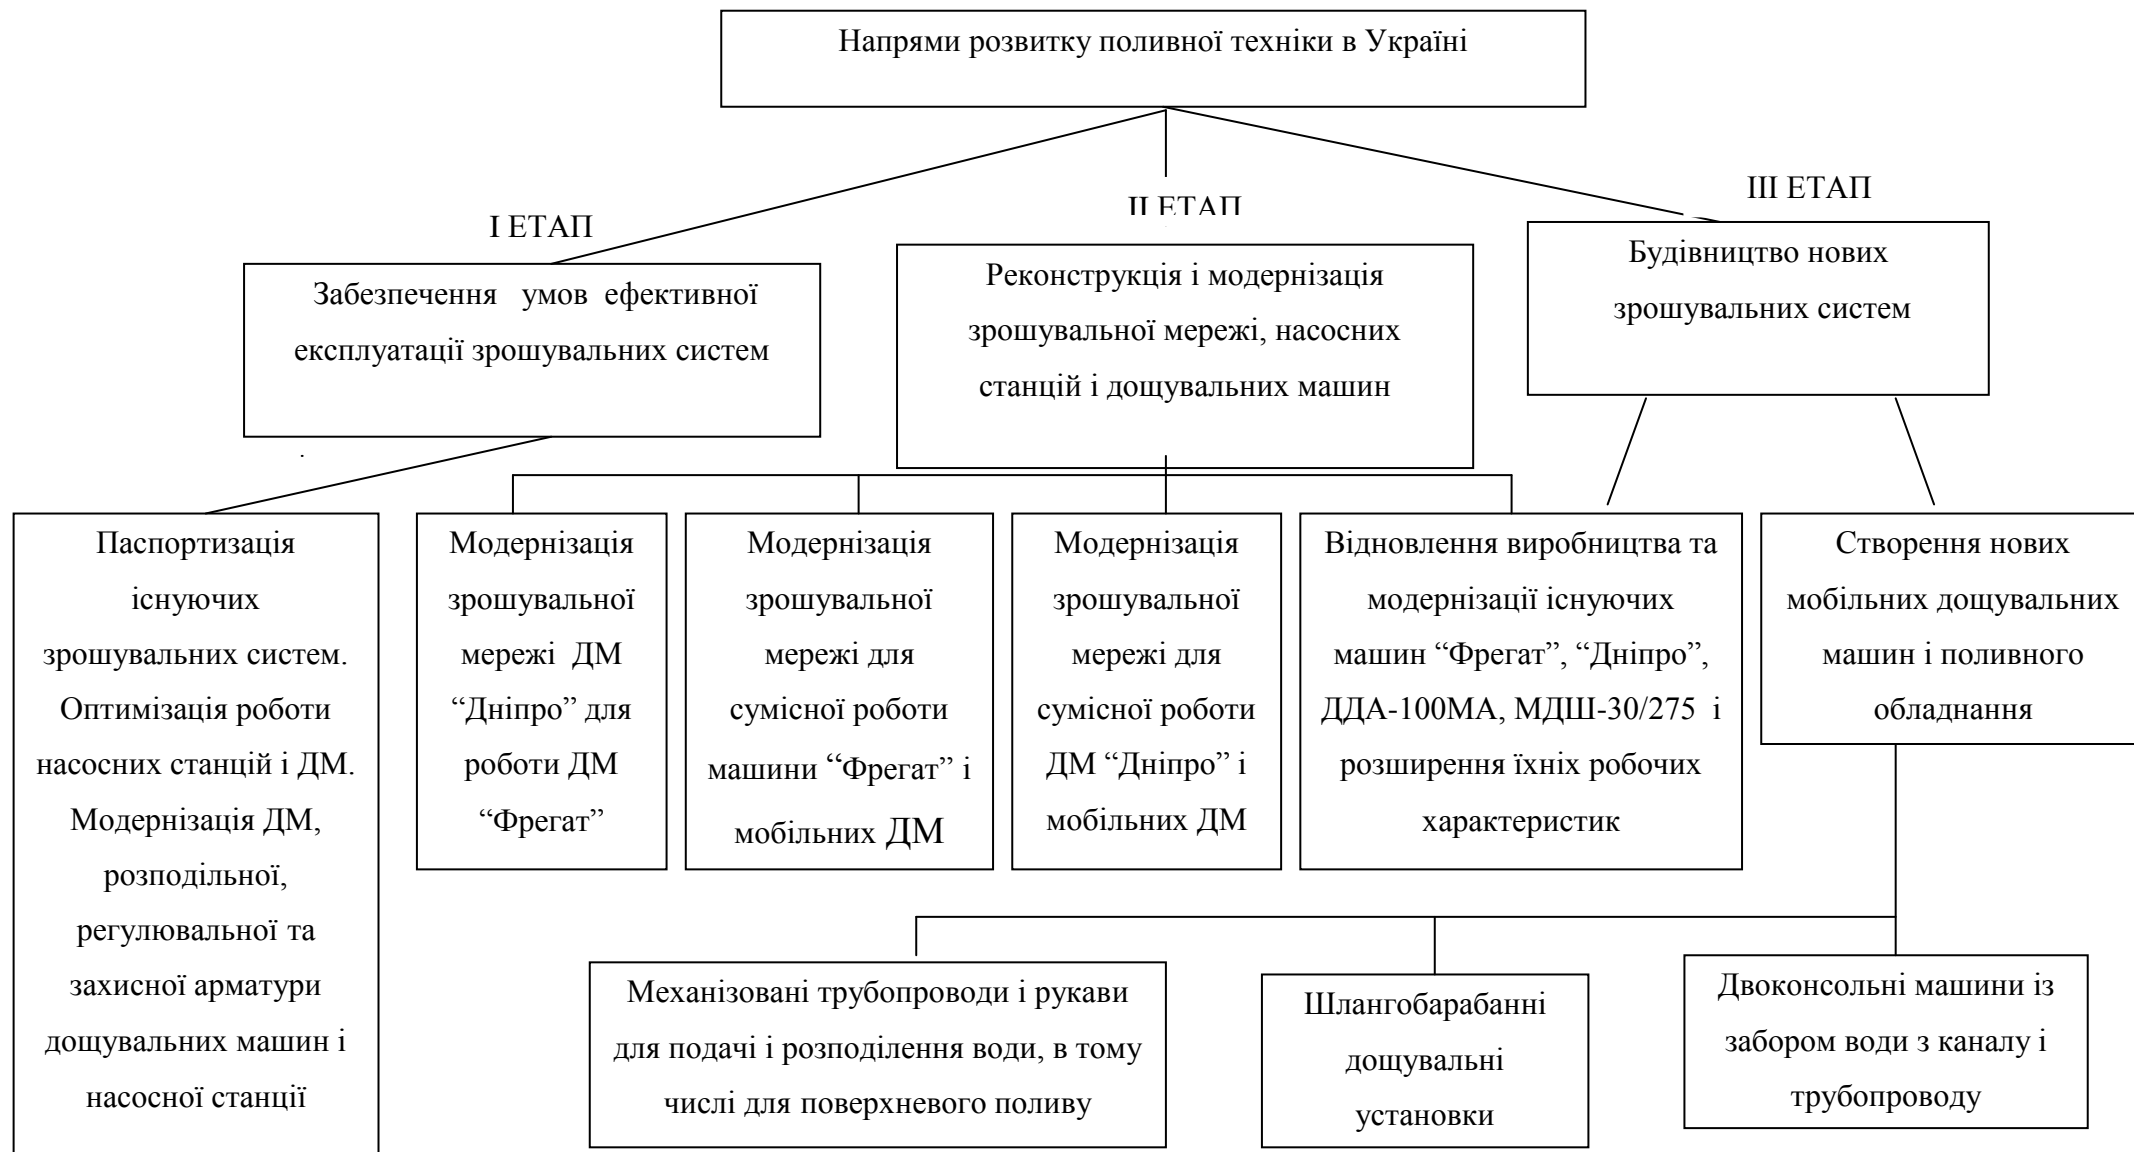 Напрями розвитку поливної техніки в Україні
І ЕТАП
ІІ ЕТАП
ІІІ ЕТАП
Забезпечення умов ефективної
експлуатації зрошувальних систем
Реконструкція і модернізація
зрошувальної мережі, насосних
станцій і дощувальних машин
Будівництво нових
зрошувальних систем
Паспортизація
існуючих
зрошувальних систем.
Оптимізація роботи
насосних станцій і ДМ.
Модернізація ДМ,
розподільної,
регулювальної та
захисної арматури
дощувальних машин і
насосної станції
Модернізація
зрошувальної
мережі ДМ
“Дніпро” для
роботи ДМ
“Фрегат”
Модернізація
зрошувальної
мережі для
сумісної роботи
машини “Фрегат” і
мобільних ДМ
Модернізація
зрошувальної
мережі для
сумісної роботи
ДМ “Дніпро” і
мобільних ДМ
Відновлення виробництва та
модернізації існуючих
машин “Фрегат”, “Дніпро”,
ДДА-100МА, МДШ-30/275 і
розширення їхніх робочих
характеристик
Створення нових
мобільних дощувальних
машин і поливного
обладнання
Механізовані трубопроводи і рукави
для подачі і розподілення води, в тому
числі для поверхневого поливу
Шлангобарабанні
дощувальні
установки
Двоконсольні машини із
забором води з каналу і
трубопроводу